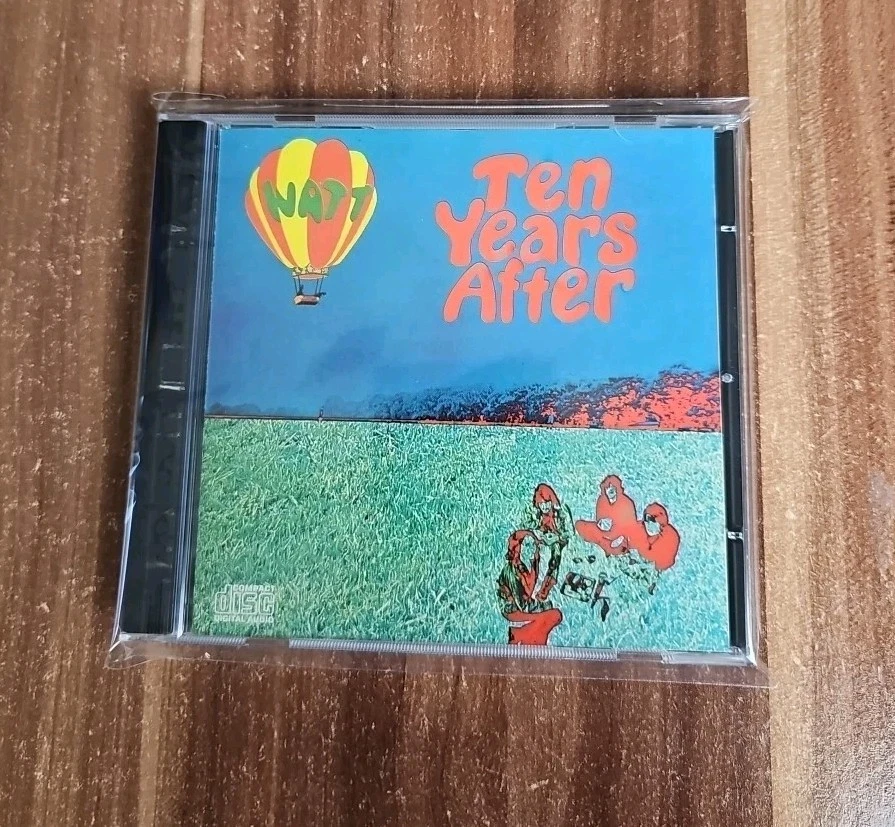 WATT
Ten
Years
After
COMPACT
disc
DIGITAL AUDIO